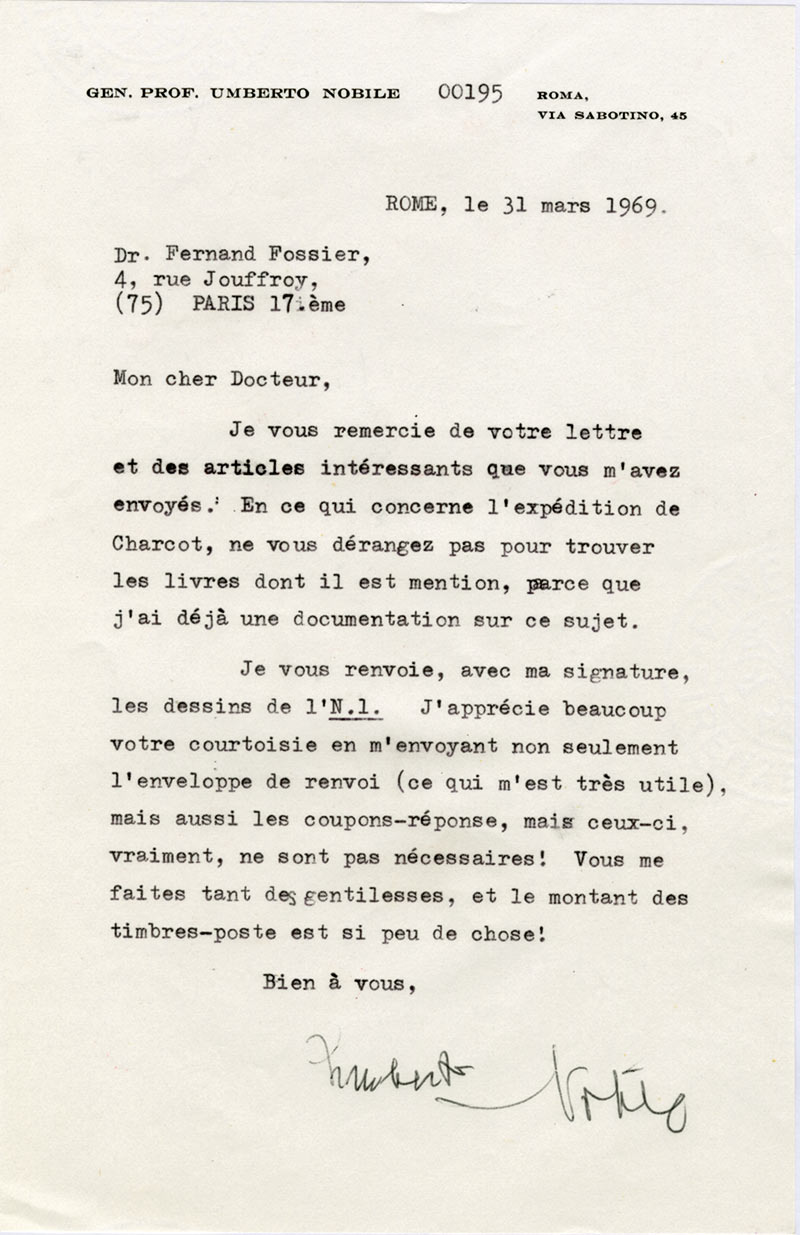 GEN. PROF. UMBERTO NOBILE 00195 ROMA,
VIA SABOTINO, 45
ROME, le 31 mars 1969.
Dr. Fernand Fossier,
4, rue Jouffroy,
(75) PARIS 17.ème
Mon cher Docteur,
Je vous remercie de votre lettre
et des articles intéressants que vous m'avez
envoyés. En ce qui concerne l'expédition de
Charcot, ne vous dérangez pas pour trouver
les livres dont il est mention, parce que
j'ai déjà une documentation sur ce sujet.
Je vous renvoie, avec ma signature,
les dessins de l'N.1. J'apprécie beaucoup
votre courtoisie en m'envoyant non seulement
l'enveloppe de renvoi (ce qui m'est très utile),
mais aussi les coupons-réponse, mais ceux-ci,
vraiment, ne sont pas nécessaires! Vous me
faites tant des gentilesses, et le montant des
timbres-poste est si peu de chose!
Bien à vous,
Umberto Nobile